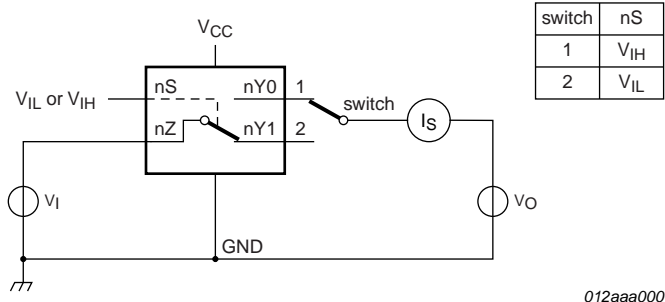 switch nS
1 VIH
2 VIL
VCC
nS nY0 1
VIL or VIH
switch
nZ nY1 2
IS
VI
VO
GND
012aaa000